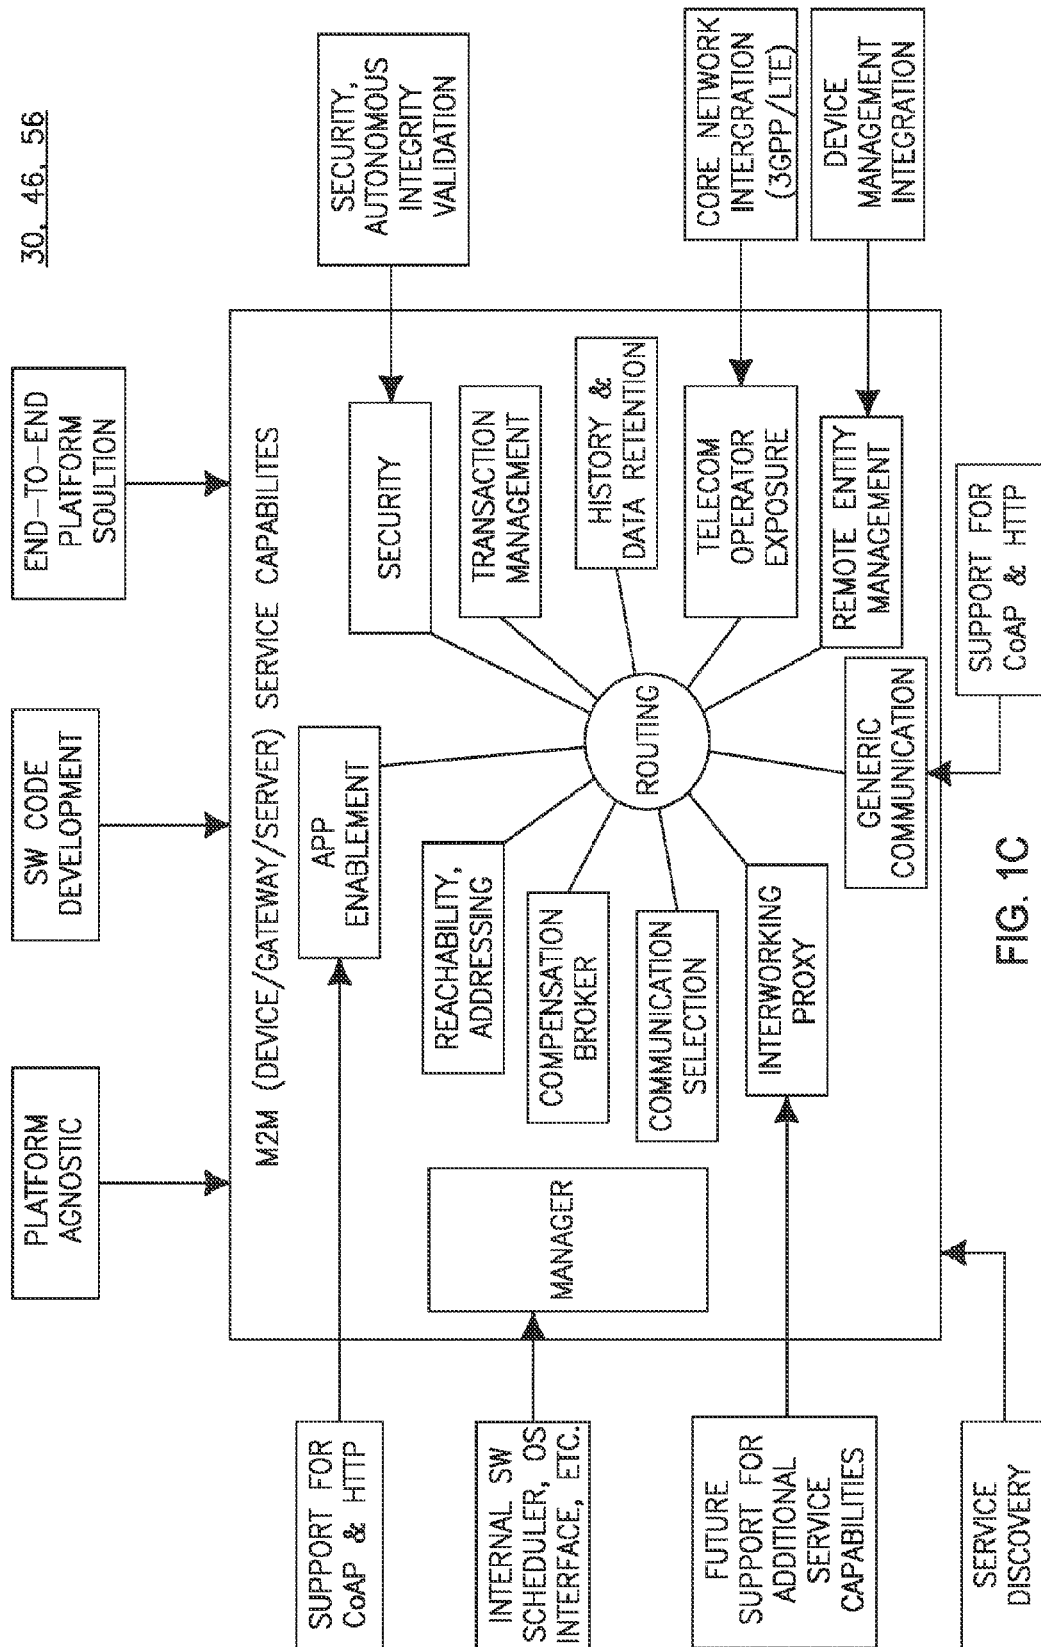 30, 46, 56
PLATFORM
AGNOSTIC
SW CODE
DEVELOPMENT
END-TO-END
PLATFORM
SOULTION
M2M (DEVICE/GATEWAY/SERVER) SERVICE CAPABILITES
SUPPORT FOR
CoAP & HTTP
APP
ENABLEMENT
SECURITY
SECURITY,
AUTONOMOUS
INTEGRITY
VALIDATION
INTERNAL SW
SCHEDULER, OS
INTERFACE, ETC.
MANAGER
REACHABILITY,
ADDRESSING
TRANSACTION
MANAGEMENT
COMPENSATION
BROKER
HISTORY &
DATA RETENTION
ROUTING
COMMUNICATION
SELECTION
TELECOM
OPERATOR
EXPOSURE
CORE NETWORK
INTERGRATION
(3GPP/LTE)
FUTURE
SUPPORT FOR
ADDITIONAL
SERVICE
CAPABILITIES
INTERWORKING
PROXY
REMOTE ENTITY
MANAGEMENT
DEVICE
MANAGEMENT
INTEGRATION
GENERIC
COMMUNICATION
SERVICE
DISCOVERY
SUPPORT FOR
CoAP & HTTP
FIG. 1C